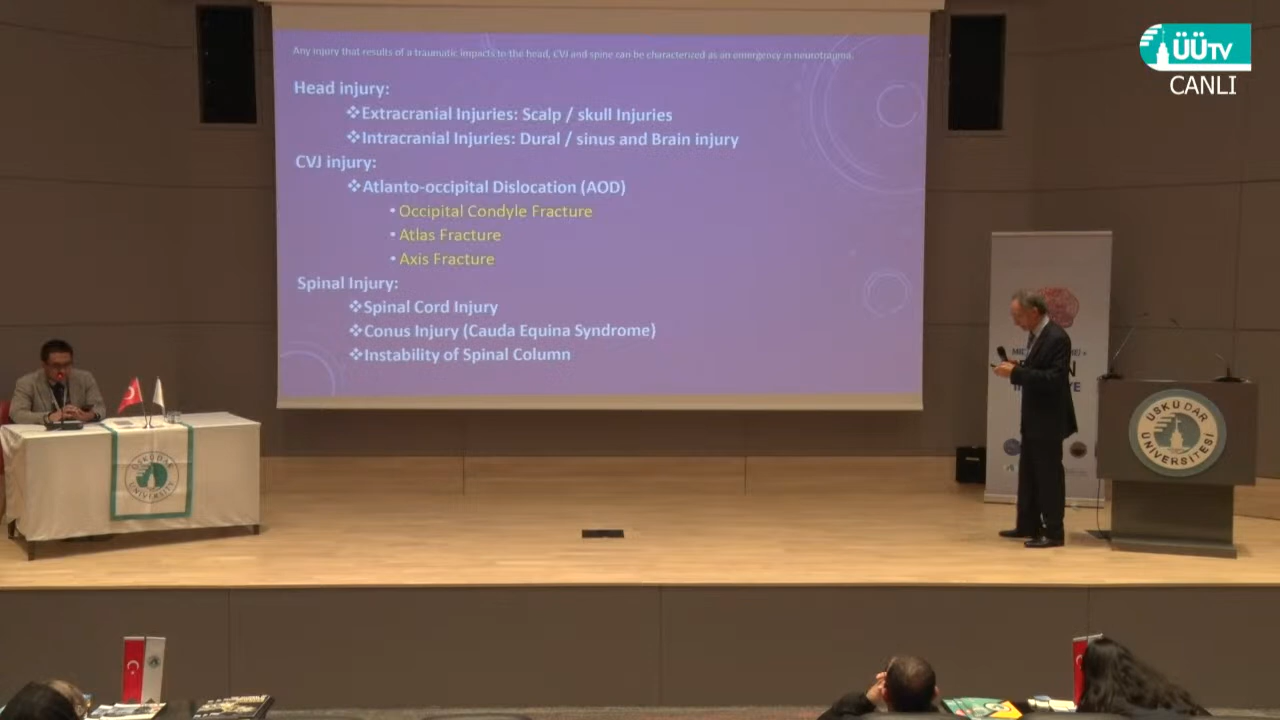 ÜÜTV
CANLI
Any injury that results of a traumatic impacts to the head, CVJ and spine can be characterized as an emergency in neurotrauma.
Head injury:
❖Extracranial Injuries: Scalp / skull Injuries
❖Intracranial Injuries: Dural / sinus and Brain injury
CVJ injury:
❖Atlanto-occipital Dislocation (AOD)
•Occipital Condyle Fracture
•Atlas Fracture
•Axis Fracture
Spinal Injury:
❖Spinal Cord Injury
❖Conus Injury (Cauda Equina Syndrome)
❖Instability of Spinal Column
ÜSKÜDAR
ÜNİVERSİTESİ
ÜSKÜDAR
UNIVERSITY